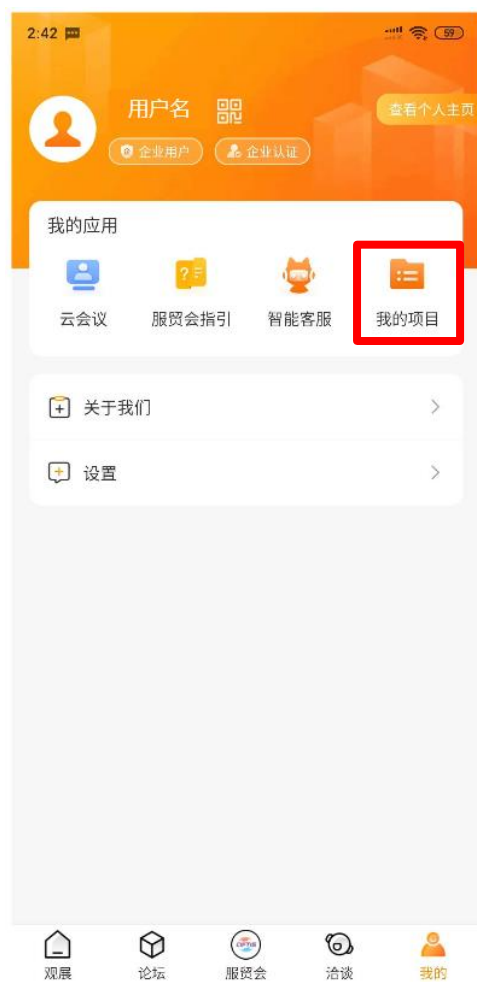 2:42
59
用户名
查看个人主页
企业用户 企业认证
我的应用
云会议 服贸会指引 智能客服 我的项目
关于我们
设置
CIFTIS
观展 论坛 服贸会 洽谈 我的